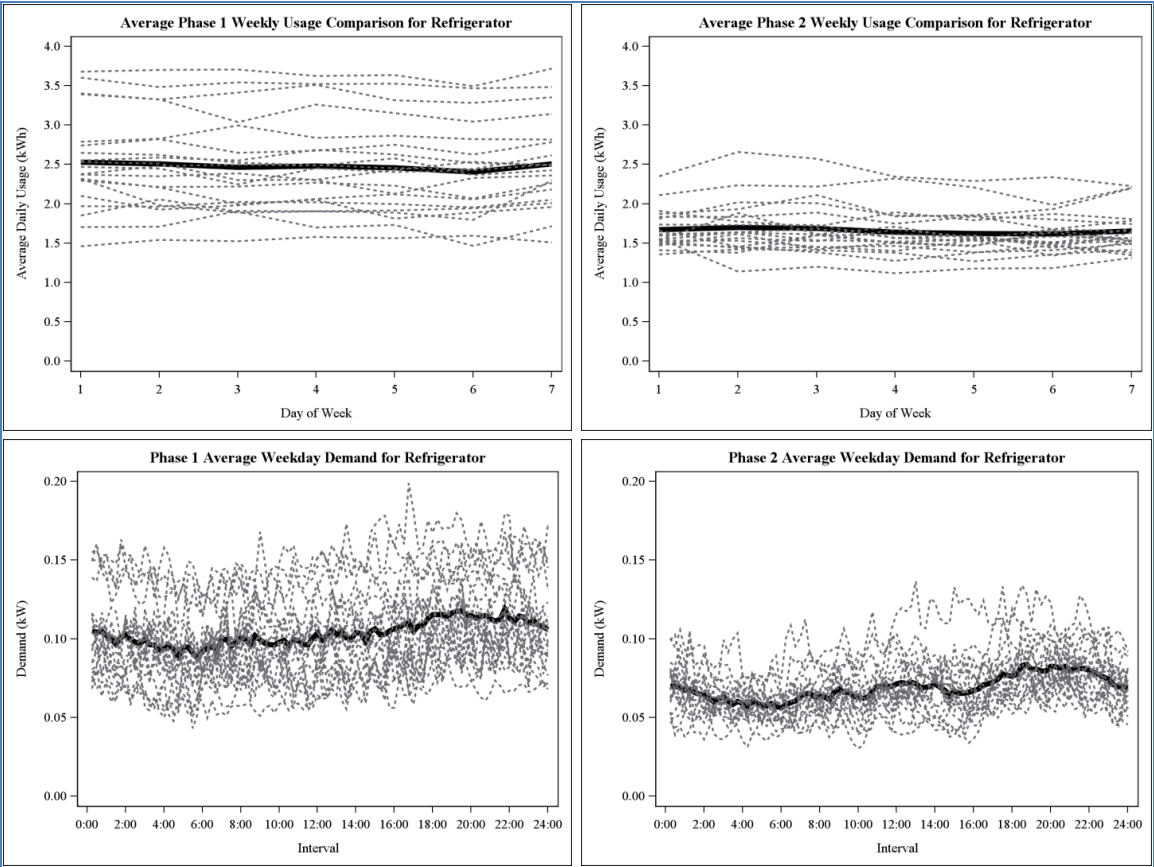 Average Phase 1 Weekly Usage Comparison for Refrigerator
Average Daily Usage (kWh)
4.0
3.5
3.0
2.5
2.0
1.5
1.0
0.5
0.0
1 2 3 4 5 6 7
Day of Week
Average Phase 2 Weekly Usage Comparison for Refrigerator
Average Daily Usage (kWh)
4.0
3.5
3.0
2.5
2.0
1.5
1.0
0.5
0.0
1 2 3 4 5 6 7
Day of Week
Phase 1 Average Weekday Demand for Refrigerator
Demand (kW)
0.20
0.15
0.10
0.05
0.00
0:00 2:00 4:00 6:00 8:00 10:00 12:00 14:00 16:00 18:00 20:00 22:00 24:00
Interval
Phase 2 Average Weekday Demand for Refrigerator
Demand (kW)
0.20
0.15
0.10
0.05
0.00
0:00 2:00 4:00 6:00 8:00 10:00 12:00 14:00 16:00 18:00 20:00 22:00 24:00
Interval